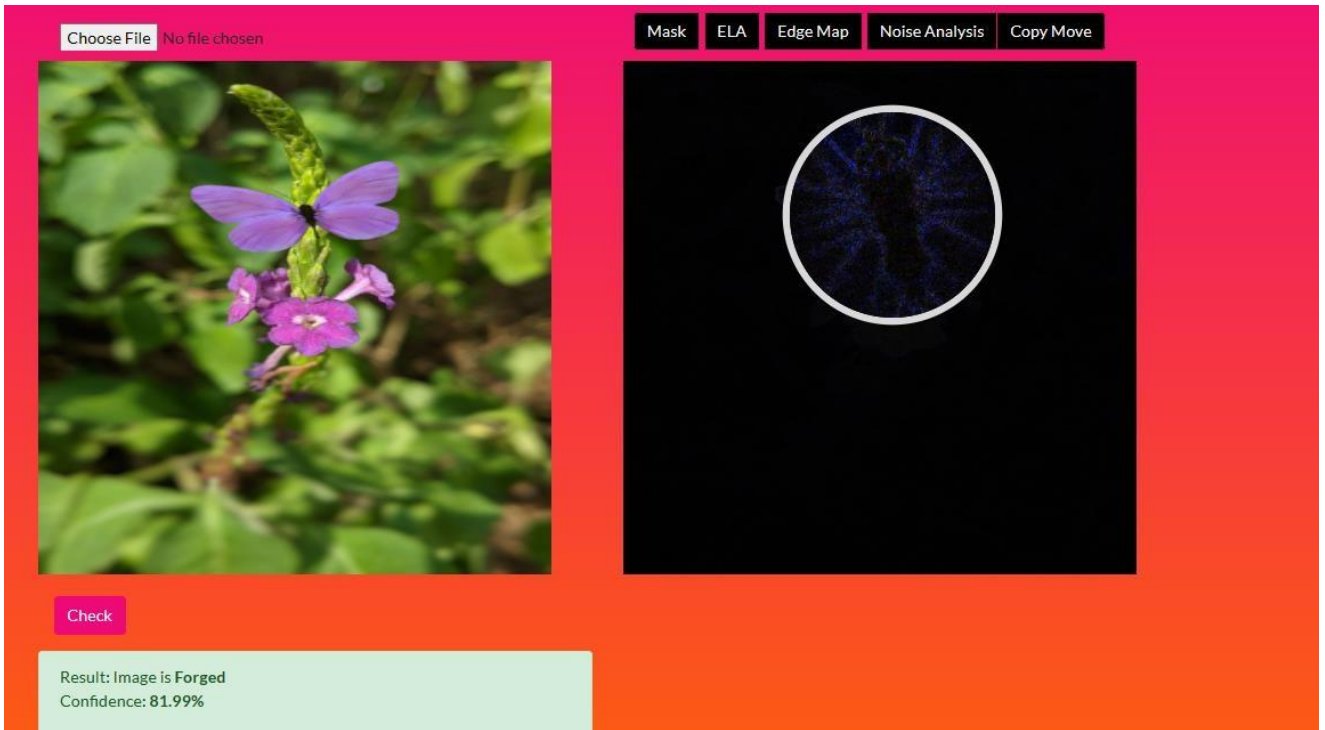 Choose File No file chosen
Mask ELA Edge Map Noise Analysis Copy Move
Check
Result: Image is Forged
Confidence: 81.99%